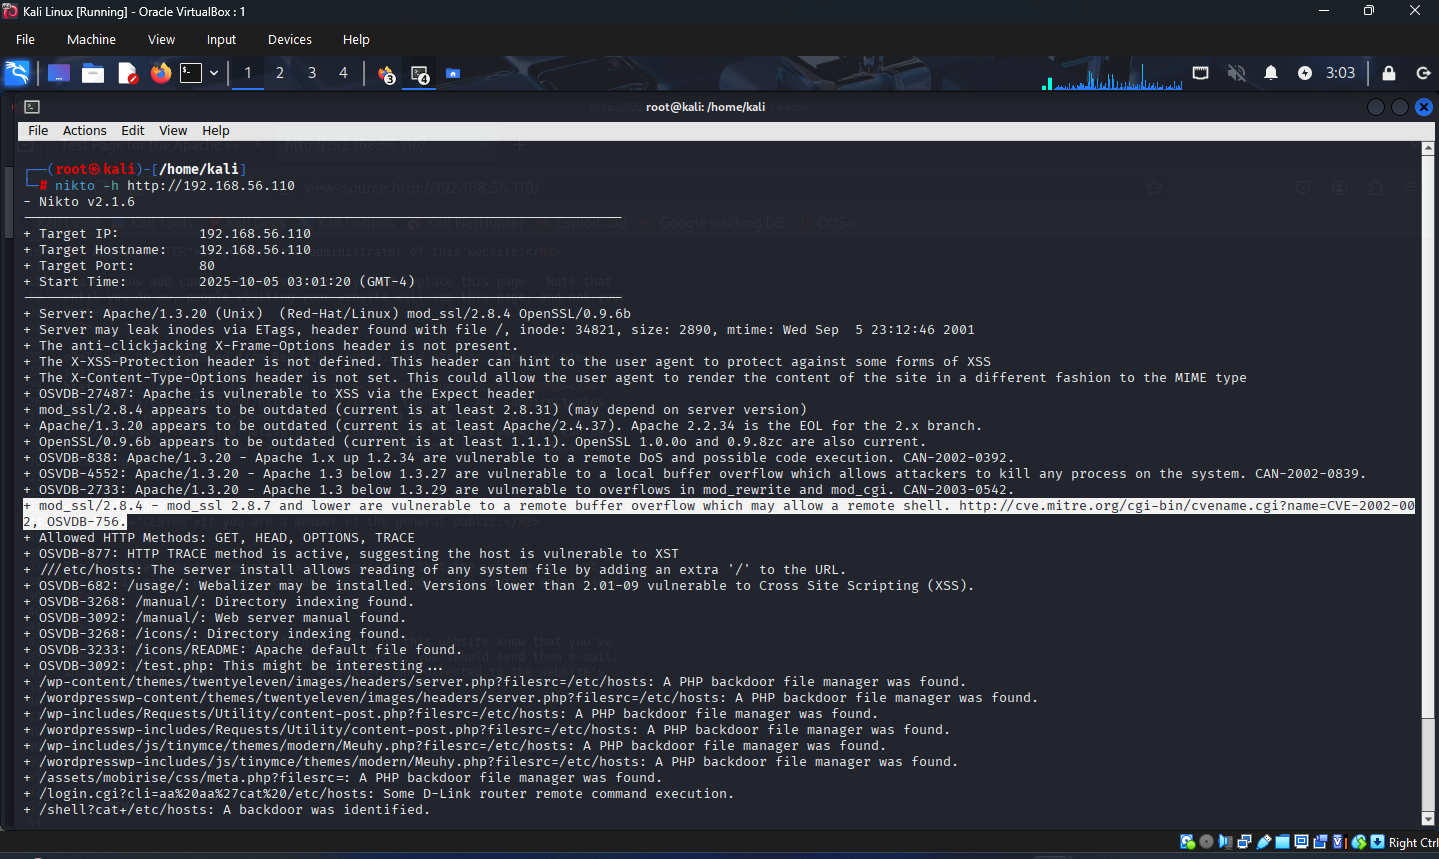 Kali Linux [Running] - Oracle VirtualBox : 1
File Machine View Input Devices Help
1 2 3 4 3 4 3:03
root@kali: /home/kali
File Actions Edit View Help
(root㉿kali)-[/home/kali]
# nikto -h http://192.168.56.110
- Nikto v2.1.6
+ Target IP: 192.168.56.110
+ Target Hostname: 192.168.56.110
+ Target Port: 80
+ Start Time: 2025-10-05 03:01:20 (GMT-4)
+ Server: Apache/1.3.20 (Unix) (Red-Hat/Linux) mod_ssl/2.8.4 OpenSSL/0.9.6b
+ Server may leak inodes via ETags, header found with file /, inode: 34821, size: 2890, mtime: Wed Sep 5 23:12:46 2001
+ The anti-clickjacking X-Frame-Options header is not present.
+ The X-XSS-Protection header is not defined. This header can hint to the user agent to protect against some forms of XSS
+ The X-Content-Type-Options header is not set. This could allow the user agent to render the content of the site in a different fashion to the MIME type
+ OSVDB-27487: Apache is vulnerable to XSS via the Expect header
+ mod_ssl/2.8.4 appears to be outdated (current is at least 2.8.31) (may depend on server version)
+ Apache/1.3.20 appears to be outdated (current is at least Apache/2.4.37). Apache 2.2.34 is the EOL for the 2.x branch.
+ OpenSSL/0.9.6b appears to be outdated (current is at least 1.1.1). OpenSSL 1.0.0o and 0.9.8zc are also current.
+ OSVDB-838: Apache/1.3.20 - Apache 1.x up 1.2.34 are vulnerable to a remote DoS and possible code execution. CAN-2002-0392.
+ OSVDB-4552: Apache/1.3.20 - Apache 1.3 below 1.3.27 are vulnerable to a local buffer overflow which allows attackers to kill any process on the system. CAN-2002-0839.
+ OSVDB-2733: Apache/1.3.20 - Apache 1.3 below 1.3.29 are vulnerable to overflows in mod_rewrite and mod_cgi. CAN-2003-0542.
+ mod_ssl/2.8.4 - mod_ssl 2.8.7 and lower are vulnerable to a remote buffer overflow which may allow a remote shell. http://cve.mitre.org/cgi-bin/cvename.cgi?name=CVE-2002-00
2, OSVDB-756.
+ Allowed HTTP Methods: GET, HEAD, OPTIONS, TRACE
+ OSVDB-877: HTTP TRACE method is active, suggesting the host is vulnerable to XST
+ ///etc/hosts: The server install allows reading of any system file by adding an extra '/' to the URL.
+ OSVDB-682: /usage/: Webalizer may be installed. Versions lower than 2.01-09 vulnerable to Cross Site Scripting (XSS).
+ OSVDB-3268: /manual/: Directory indexing found.
+ OSVDB-3092: /manual/: Web server manual found.
+ OSVDB-3268: /icons/: Directory indexing found.
+ OSVDB-3233: /icons/README: Apache default file found.
+ OSVDB-3092: /test.php: This might be interesting...
+ /wp-content/themes/twentyeleven/images/headers/server.php?filesrc=/etc/hosts: A PHP backdoor file manager was found.
+ /wordpresswp-content/themes/twentyeleven/images/headers/server.php?filesrc=/etc/hosts: A PHP backdoor file manager was found.
+ /wp-includes/Requests/Utility/content-post.php?filesrc=/etc/hosts: A PHP backdoor file manager was found.
+ /wordpresswp-includes/Requests/Utility/content-post.php?filesrc=/etc/hosts: A PHP backdoor file manager was found.
+ /wp-includes/js/tinymce/themes/modern/Meuhy.php?filesrc=/etc/hosts: A PHP backdoor file manager was found.
+ /wordpresswp-includes/js/tinymce/themes/modern/Meuhy.php?filesrc=/etc/hosts: A PHP backdoor file manager was found.
+ /assets/mobirise/css/meta.php?filesrc=: A PHP backdoor file manager was found.
+ /login.cgi?cli=aa%20aa%27cat%20/etc/hosts: Some D-Link router remote command execution.
+ /shell?cat+/etc/hosts: A backdoor was identified.
Right Ctrl